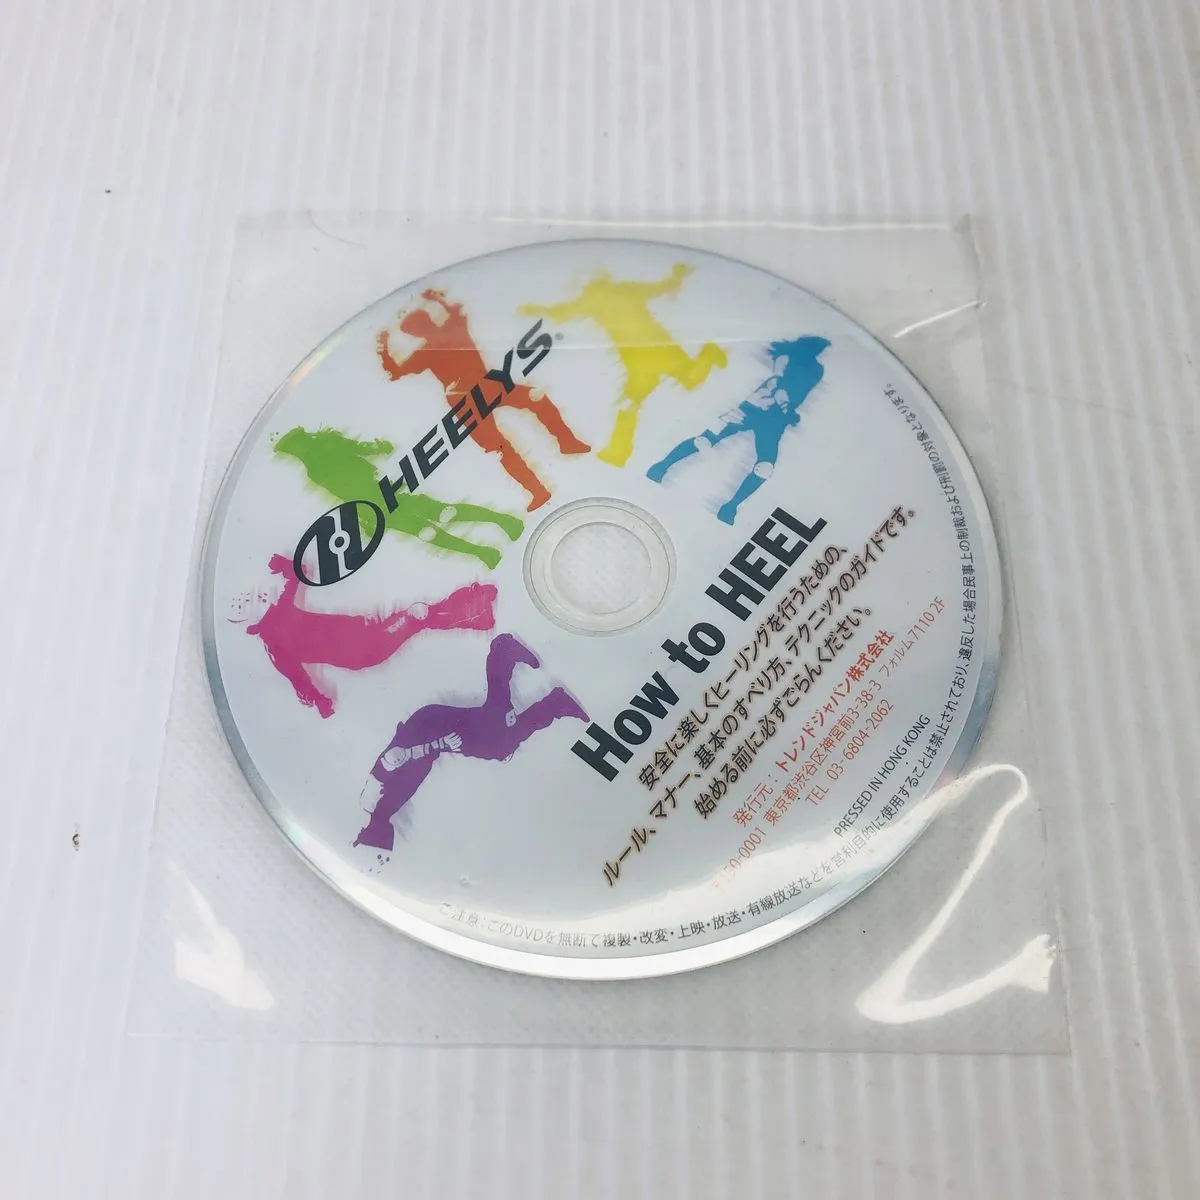 HEELYS®
How to HEEL
安全に楽しくヒーリングを行うための、
ルール、マナー、基本のすべり方、テクニックのガイドです。
始める前に必ずごらんください。
発行元：トレンドジャパン株式会社
〒150-0001 東京都渋谷区神宮前3-38-3 フォルム7110 2F
TEL 03-6804-2062
PRESSED IN HONG KONG
ご注意：このDVDを無断で複製・改変・上映・放送・有線放送などを営利目的に使用することは禁止されており、違反した場合民事上の制裁および刑罰の対象となります。